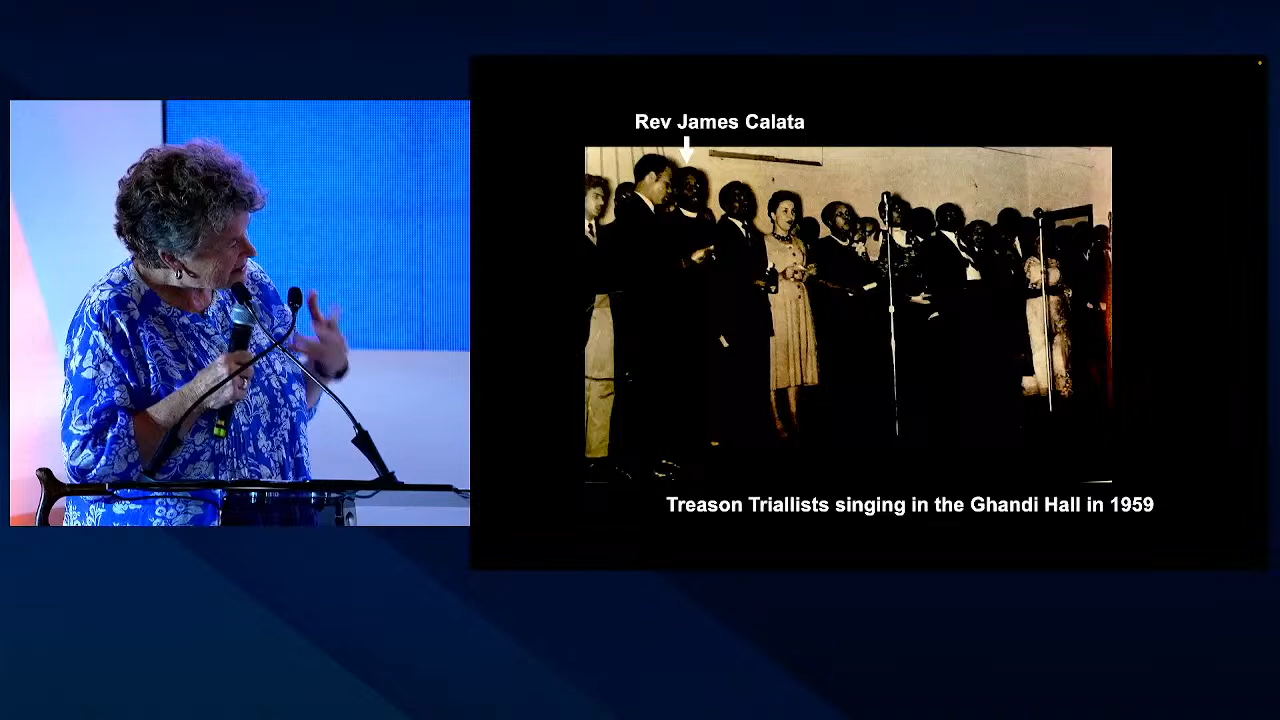 Rev James Calata
Treason Triallists singing in the Ghandi Hall in 1959